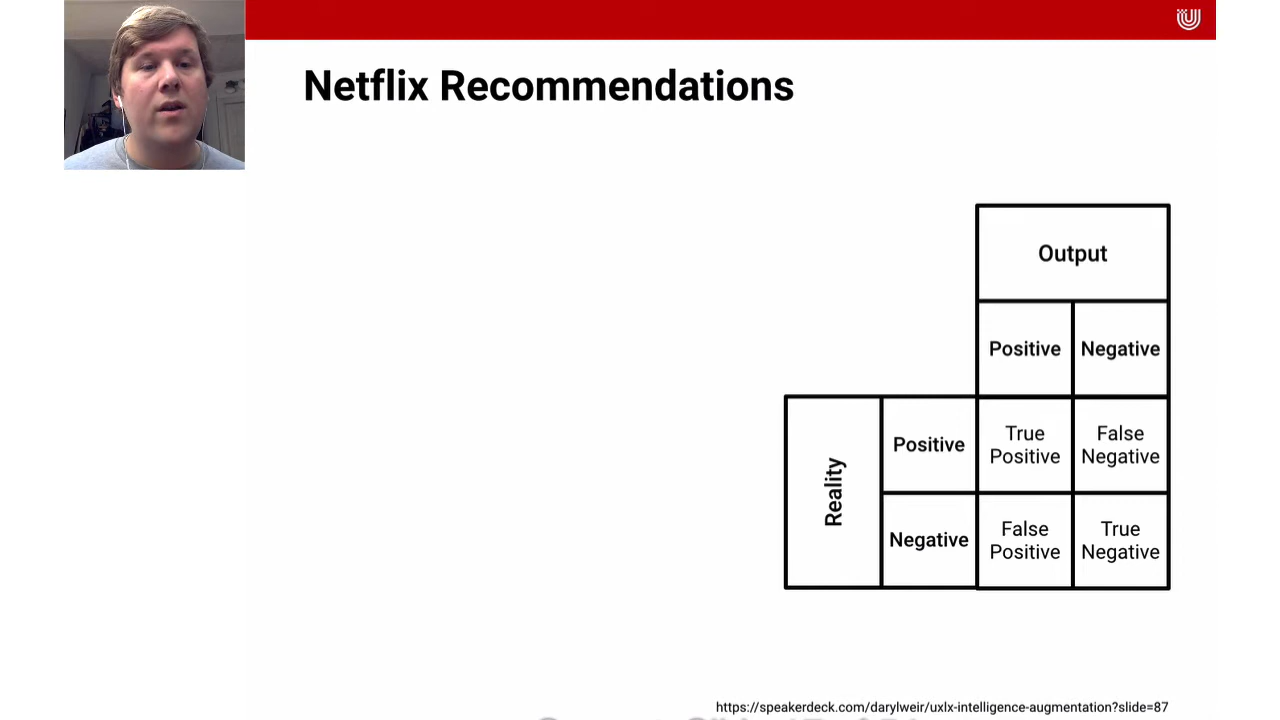 Netflix Recommendations
Output
Positive
Negative
Reality
Positive
True
Positive
False
Negative
Negative
False
Positive
True
Negative
https://speakerdeck.com/darylweir/uxlx-intelligence-augmentation?slide=87